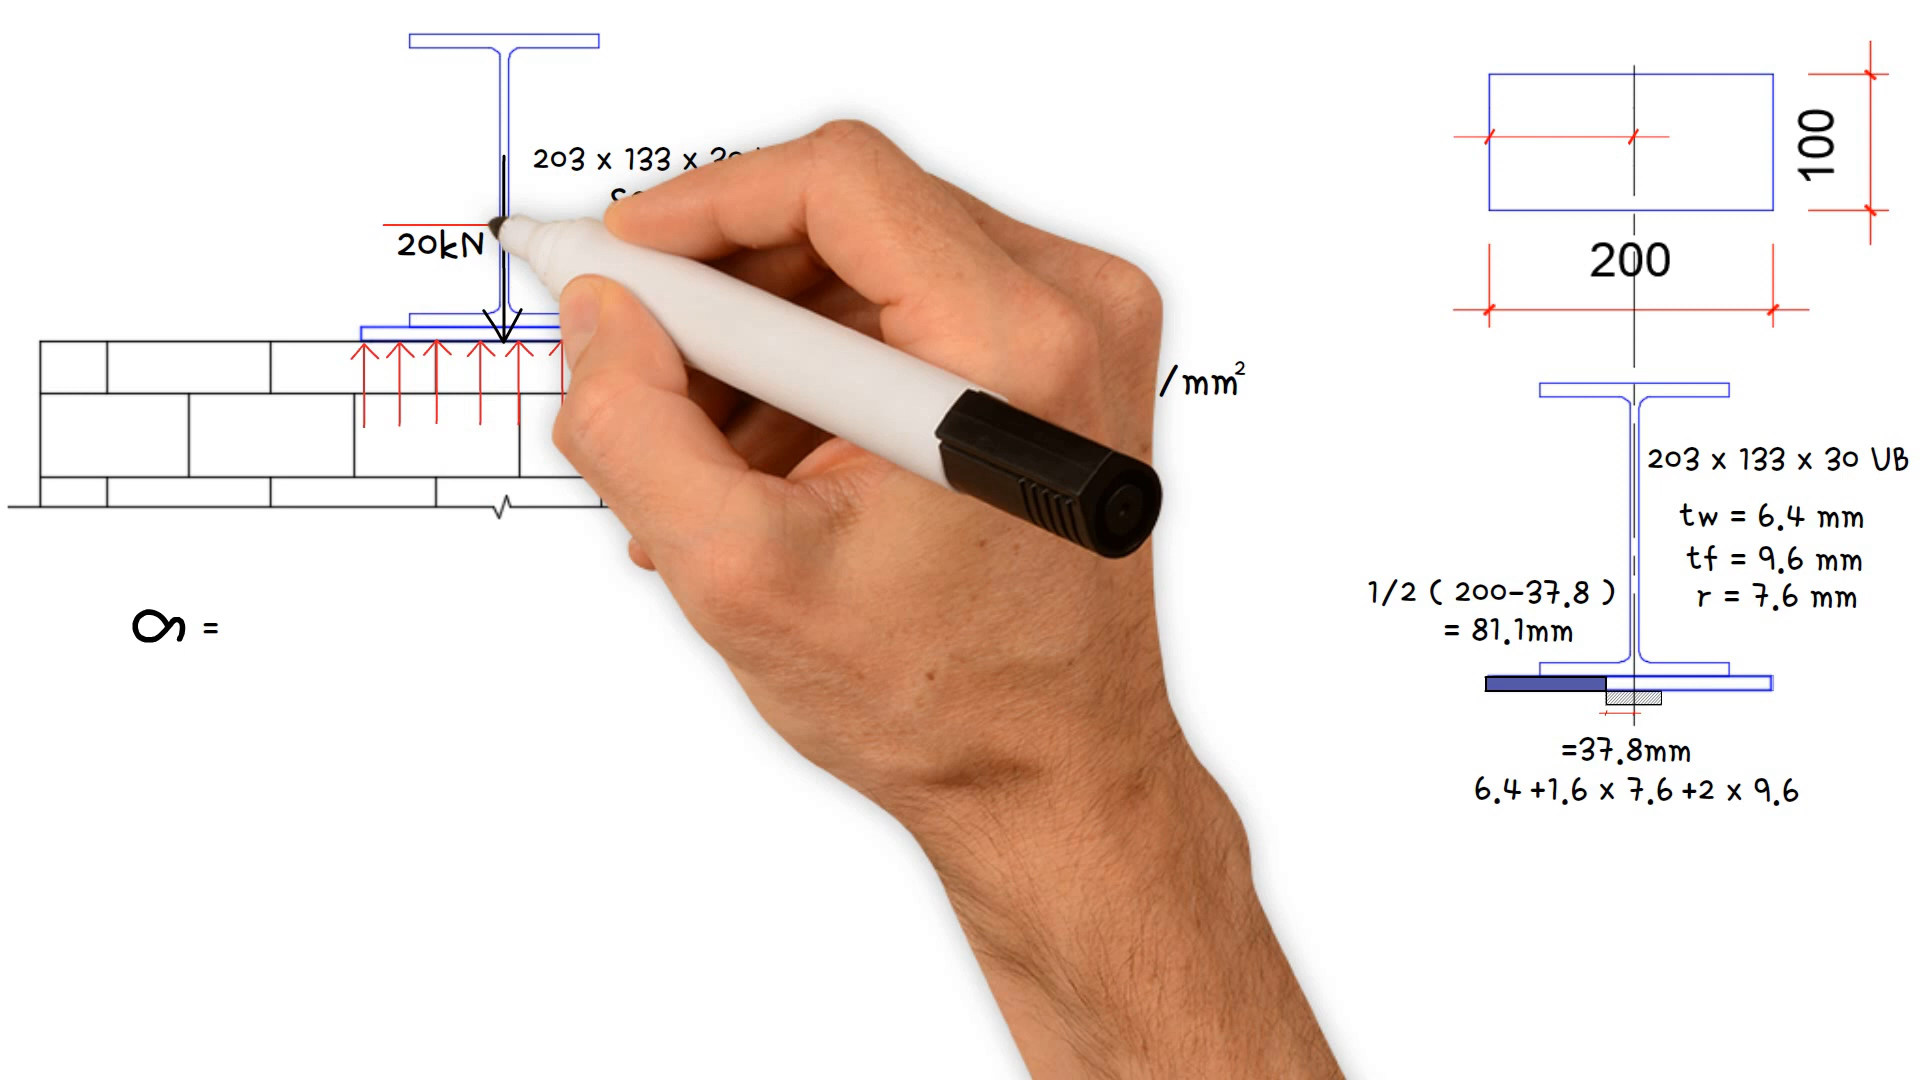 203 x 133 x
20kN
/mm²
σ =
100
200
203 x 133 x 30 UB
tw = 6.4 mm
tf = 9.6 mm
r = 7.6 mm
1/2 ( 200-37.8 )
= 81.1mm
=37.8mm
6.4 +1.6 x 7.6 +2 x 9.6